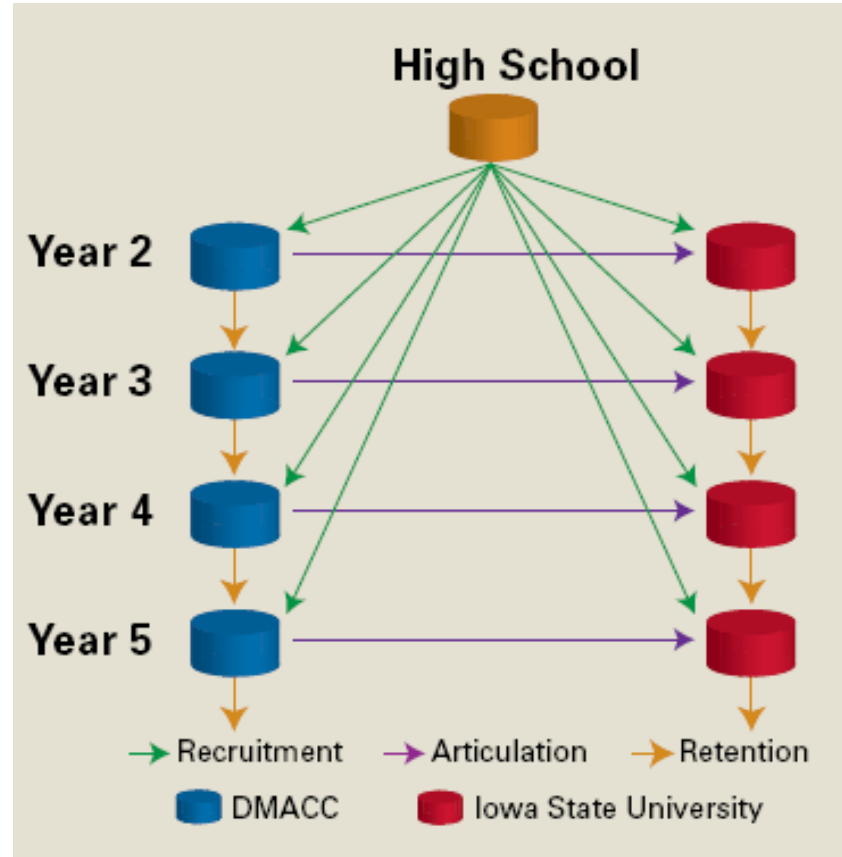 High School
Year 2
Year 3
Year 4
Year 5
Recruitment Articulation Retention
DMACC Iowa State University